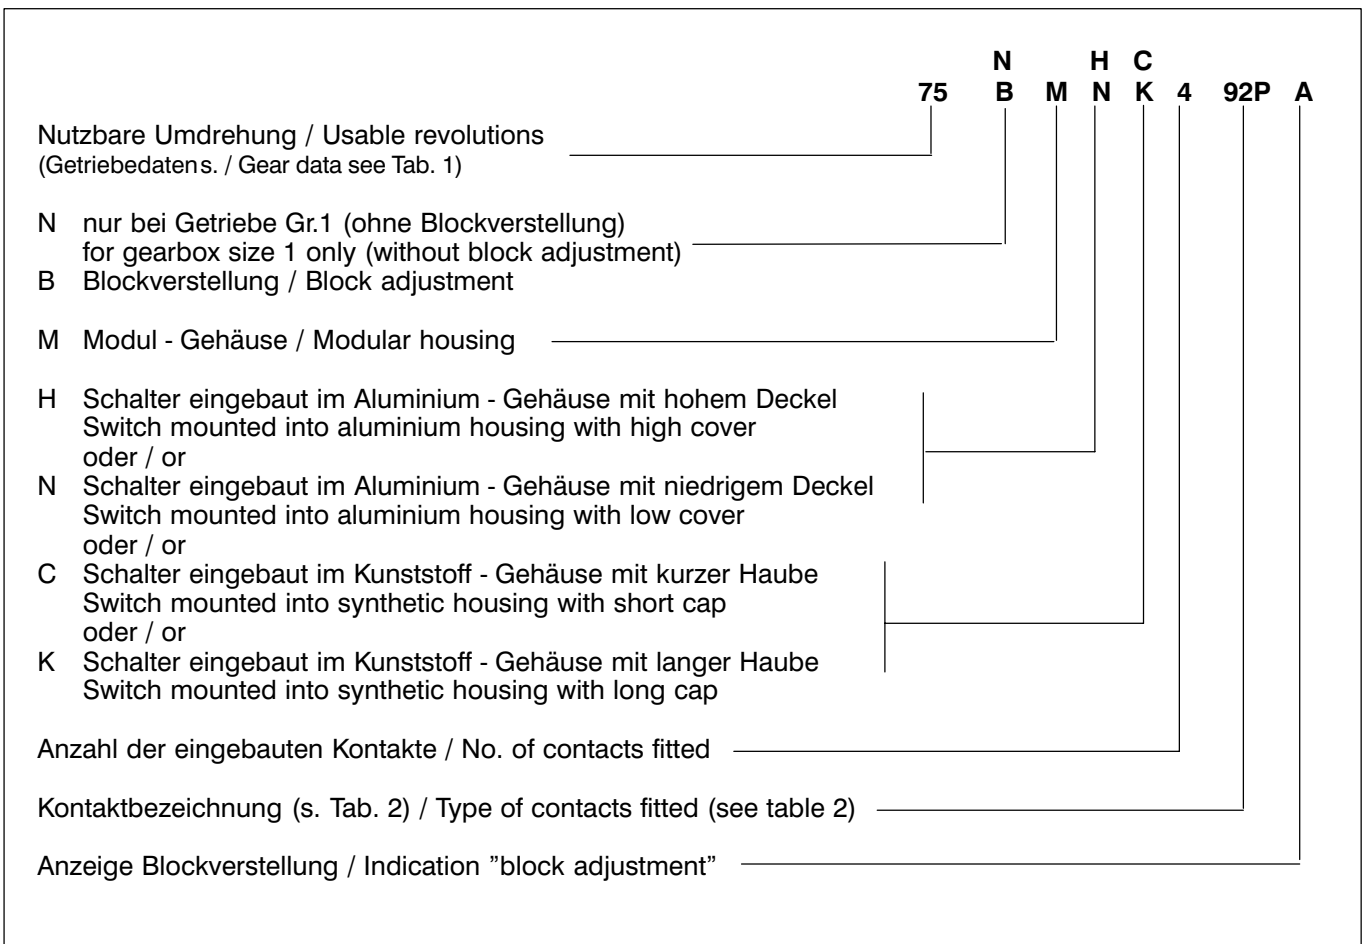 N H C
75 B M N K 4 92P A
Nutzbare Umdrehung / Usable revolutions
(Getriebedaten s. / Gear data see Tab. 1)
N nur bei Getriebe Gr.1 (ohne Blockverstellung)
for gearbox size 1 only (without block adjustment)
B Blockverstellung / Block adjustment
M Modul - Gehäuse / Modular housing
H Schalter eingebaut im Aluminium - Gehäuse mit hohem Deckel
Switch mounted into aluminium housing with high cover
oder / or
N Schalter eingebaut im Aluminium - Gehäuse mit niedrigem Deckel
Switch mounted into aluminium housing with low cover
oder / or
C Schalter eingebaut im Kunststoff - Gehäuse mit kurzer Haube
Switch mounted into synthetic housing with short cap
oder / or
K Schalter eingebaut im Kunststoff - Gehäuse mit langer Haube
Switch mounted into synthetic housing with long cap
Anzahl der eingebauten Kontakte / No. of contacts fitted
Kontaktbezeichnung (s. Tab. 2) / Type of contacts fitted (see table 2)
Anzeige Blockverstellung / Indication ”block adjustment”